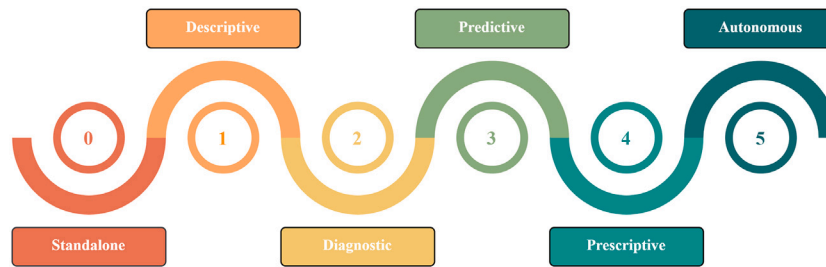 Descriptive
Predictive
Autonomous
0
1
2
3
4
5
Standalone
Diagnostic
Prescriptive